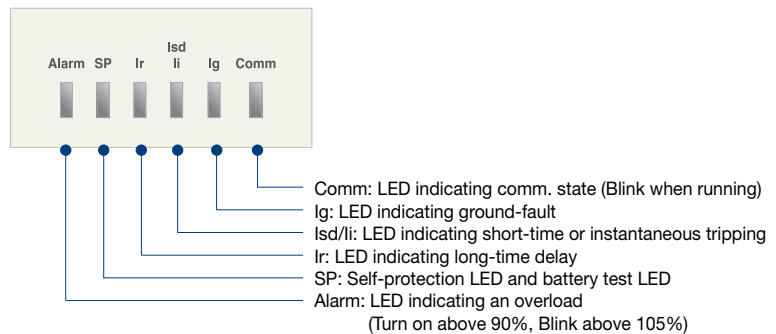 Isd
Alarm SP Ir Ii Ig Comm
Comm: LED indicating comm. state (Blink when running)
Ig: LED indicating ground-fault
Isd/Ii: LED indicating short-time or instantaneous tripping
Ir: LED indicating long-time delay
SP: Self-protection LED and battery test LED
Alarm: LED indicating an overload
(Turn on above 90%, Blink above 105%)